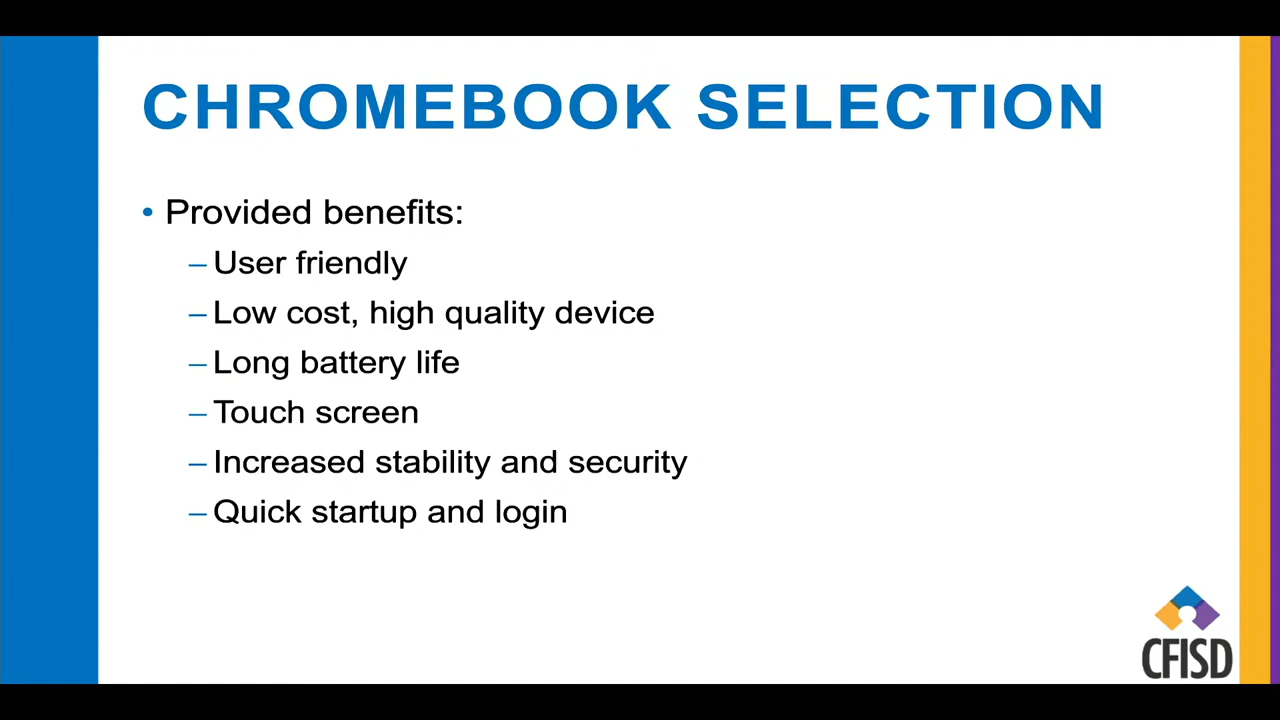 CHROMEBOOK SELECTION
• Provided benefits:
– User friendly
– Low cost, high quality device
– Long battery life
– Touch screen
– Increased stability and security
– Quick startup and login
CFISD